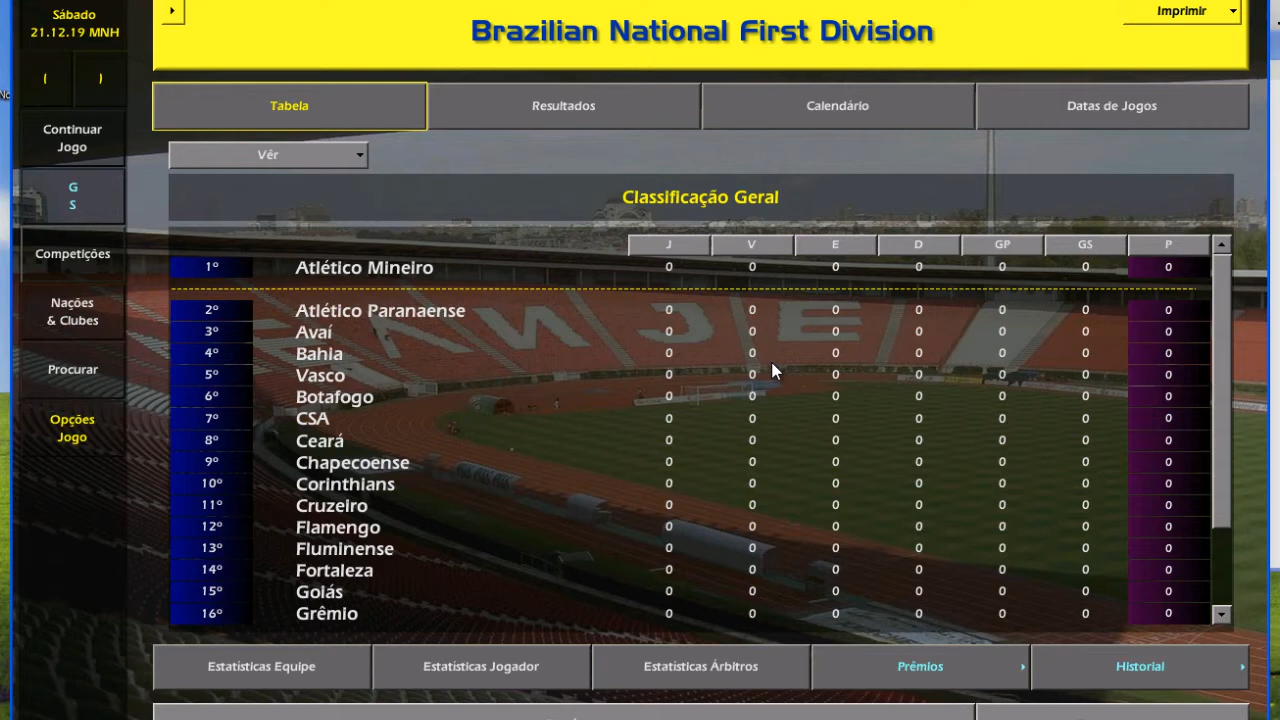 Sábado
21.12.19 MNH
Imprimir
Brazilian National First Division
Tabela
Resultados
Calendário
Datas de Jogos
Continuar
Jogo
G
S
Competições
Nações
& Clubes
Procurar
Opções
Jogo
Vêr
Classificação Geral
J V E D GP GS P
1º Atlético Mineiro 0 0 0 0 0 0 0
2º Atlético Paranaense 0 0 0 0 0 0 0
3º Avaí 0 0 0 0 0 0 0
4º Bahia 0 0 0 0 0 0 0
5º Vasco 0 0 0 0 0 0 0
6º Botafogo 0 0 0 0 0 0 0
7º CSA 0 0 0 0 0 0 0
8º Ceará 0 0 0 0 0 0 0
9º Chapecoense 0 0 0 0 0 0 0
10º Corinthians 0 0 0 0 0 0 0
11º Cruzeiro 0 0 0 0 0 0 0
12º Flamengo 0 0 0 0 0 0 0
13º Fluminense 0 0 0 0 0 0 0
14º Fortaleza 0 0 0 0 0 0 0
15º Goiás 0 0 0 0 0 0 0
16º Grêmio 0 0 0 0 0 0 0
Estatísticas Equipe
Estatísticas Jogador
Estatísticas Árbitros
Prémios
Historial